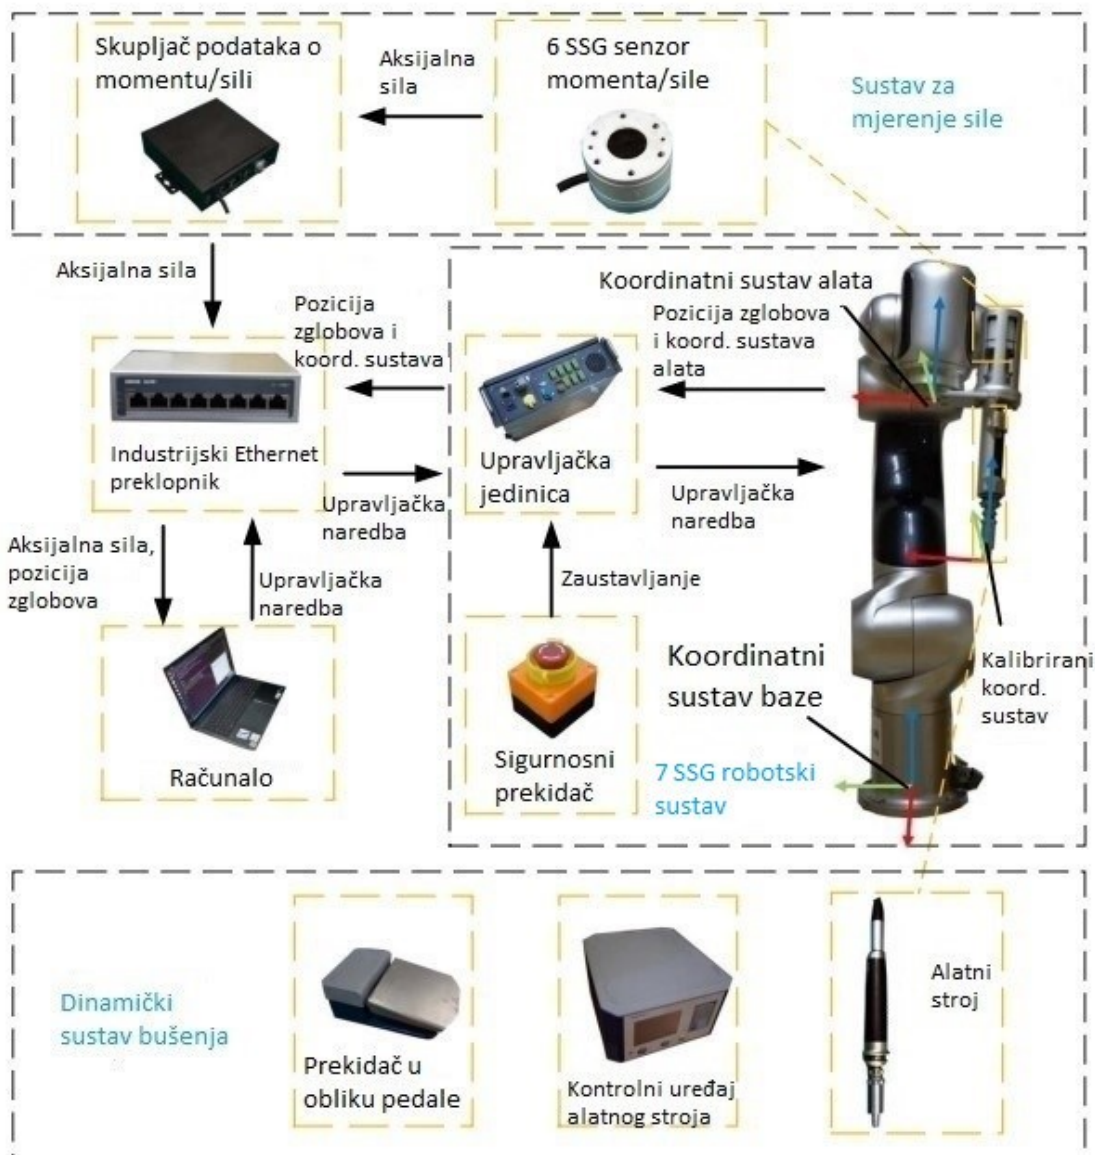 Skupljač podataka o
momentu/sili
Aksijalna
sila
6 SSG senzor
momenta/sile
Sustav za
mjerenje sile
Aksijalna sila
Pozicija
zglobova i
koord. sustava
Koordinatni sustav alata
Pozicija zglobova
i koord. sustava
alata
Industrijski Ethernet
preklopnik
Upravljačka
naredba
Upravljačka
jedinica
Upravljačka
naredba
Aksijalna sila,
pozicija
zglobova
Upravljačka
naredba
Zaustavljanje
Računalo
Sigurnosni
prekidač
Koordinatni
sustav baze
7 SSG robotski
sustav
Kalibrirani
koord.
sustav
Dinamički
sustav bušenja
Prekidač u
obliku pedale
Kontrolni uređaj
alatnog stroja
Alatni
stroj